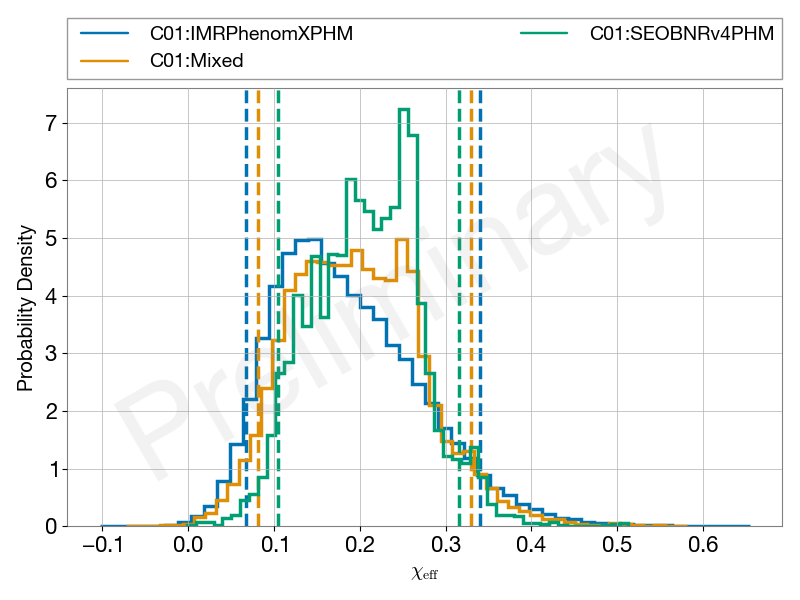 C01:IMRPhenomXPHM
C01:Mixed
C01:SEOBNRv4PHM
Preliminary
Probability Density
7
6
5
4
3
2
1
0
−0.1
0.0
0.1
0.2
0.3
0.4
0.5
0.6
χeff